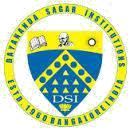 DAYANANDA SAGAR INSTITUTIONS
DSI
ESTD.1960.BANGALORE.INDIA